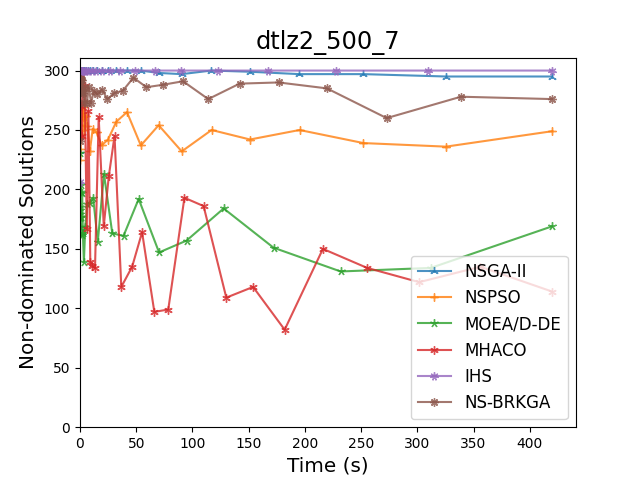 dtlz2_500_7
Non-dominated Solutions
300
250
200
150
100
50
0
0 50 100 150 200 250 300 350 400
Time (s)
NSGA-II
NSPSO
MOEA/D-DE
MHACO
IHS
NS-BRKGA